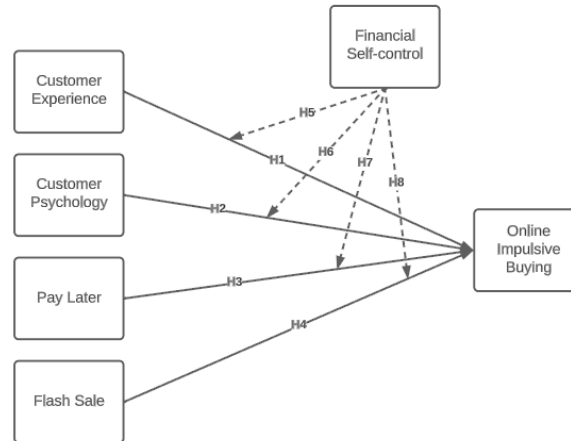 Financial
Self-control
Customer
Experience
H5
H6
H1
H7
Customer
Psychology
H8
H2
Online
Impulsive
Buying
Pay Later
H3
H4
Flash Sale